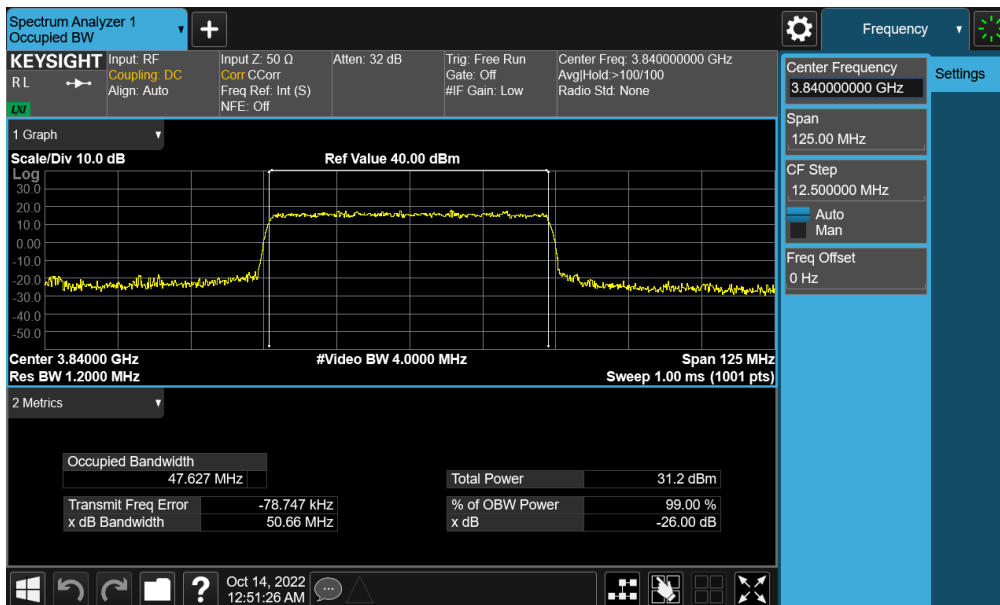 Spectrum Analyzer 1
Occupied BW
+
Frequency
KEYSIGHT
R L
LXI
Input: RF
Coupling: DC
Align: Auto
Input Z: 50 Ω
Corr CCorr
Freq Ref: Int (S)
NFE: Off
Atten: 32 dB
Trig: Free Run
Gate: Off
#IF Gain: Low
Center Freq: 3.840000000 GHz
Avg|Hold:>100/100
Radio Std: None
Center Frequency
3.840000000 GHz
Settings
Span
125.00 MHz
CF Step
12.500000 MHz
Auto
Man
Freq Offset
0 Hz
1 Graph
Scale/Div 10.0 dB
Ref Value 40.00 dBm
Log
30.0
20.0
10.0
0.00
-10.0
-20.0
-30.0
-40.0
-50.0
Center 3.84000 GHz
#Video BW 4.0000 MHz
Span 125 MHz
Res BW 1.2000 MHz
Sweep 1.00 ms (1001 pts)
2 Metrics
Occupied Bandwidth
47.627 MHz
Total Power 31.2 dBm
Transmit Freq Error -78.747 kHz
% of OBW Power 99.00 %
x dB Bandwidth 50.66 MHz
x dB -26.00 dB
?
Oct 14, 2022
12:51:26 AM